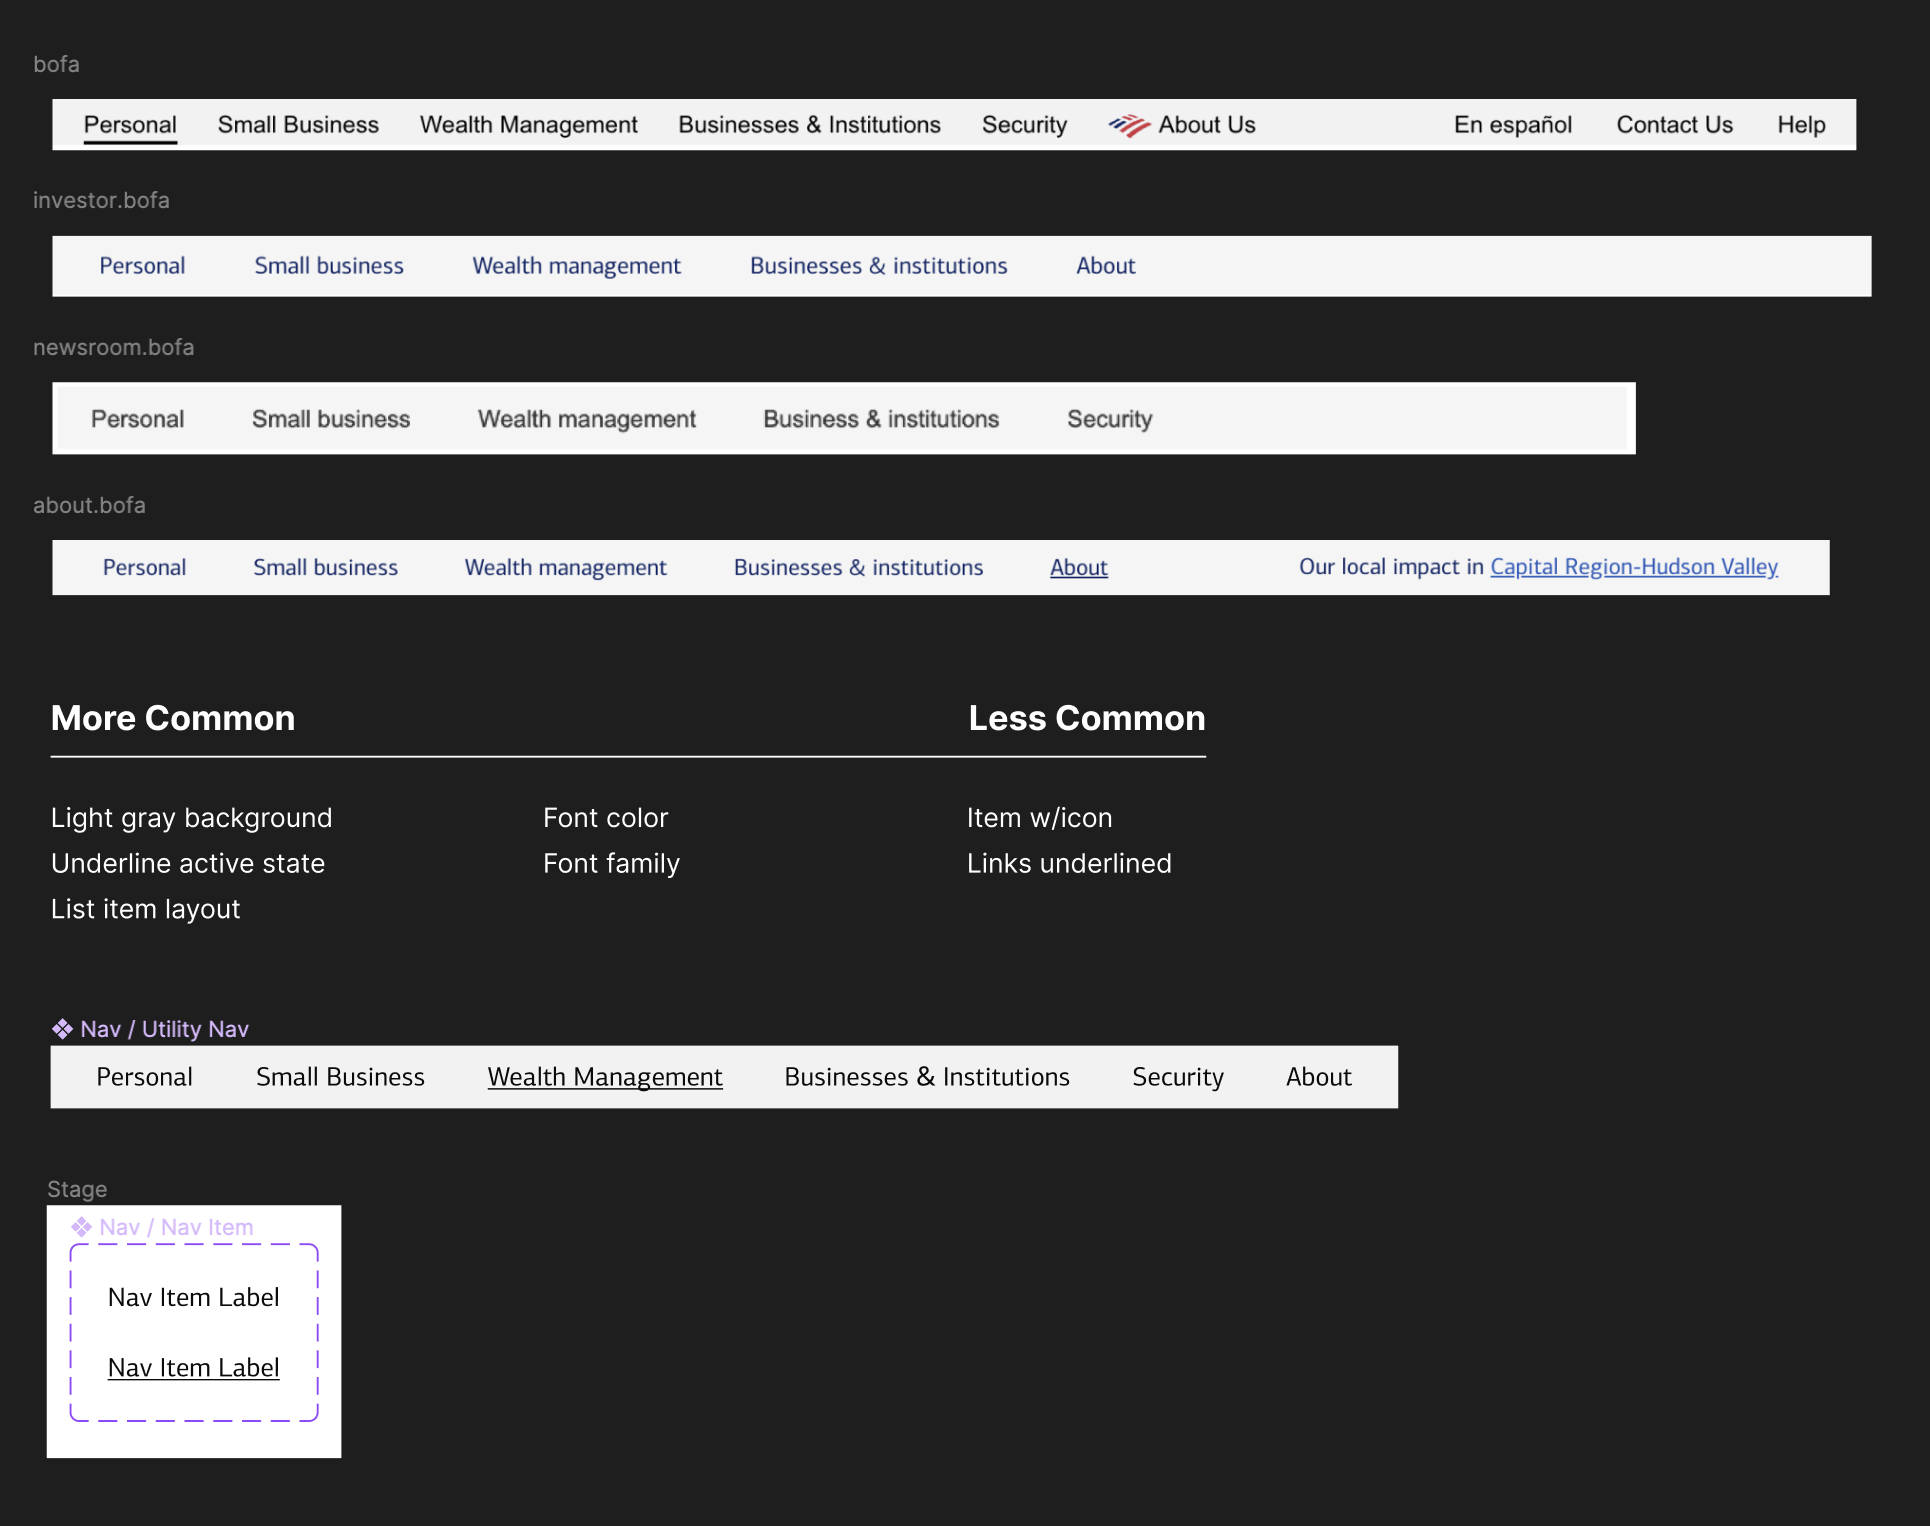 bofa
Personal Small Business Wealth Management Businesses & Institutions Security About Us En español Contact Us Help
investor.bofa
Personal Small business Wealth management Businesses & institutions About
newsroom.bofa
Personal Small business Wealth management Business & institutions Security
about.bofa
Personal Small business Wealth management Businesses & institutions About Our local impact in Capital Region-Hudson Valley
More Common Less Common
Light gray background Font color Item w/icon
Underline active state Font family Links underlined
List item layout
Nav / Utility Nav
Personal Small Business Wealth Management Businesses & Institutions Security About
Stage
Nav / Nav Item
Nav Item Label
Nav Item Label